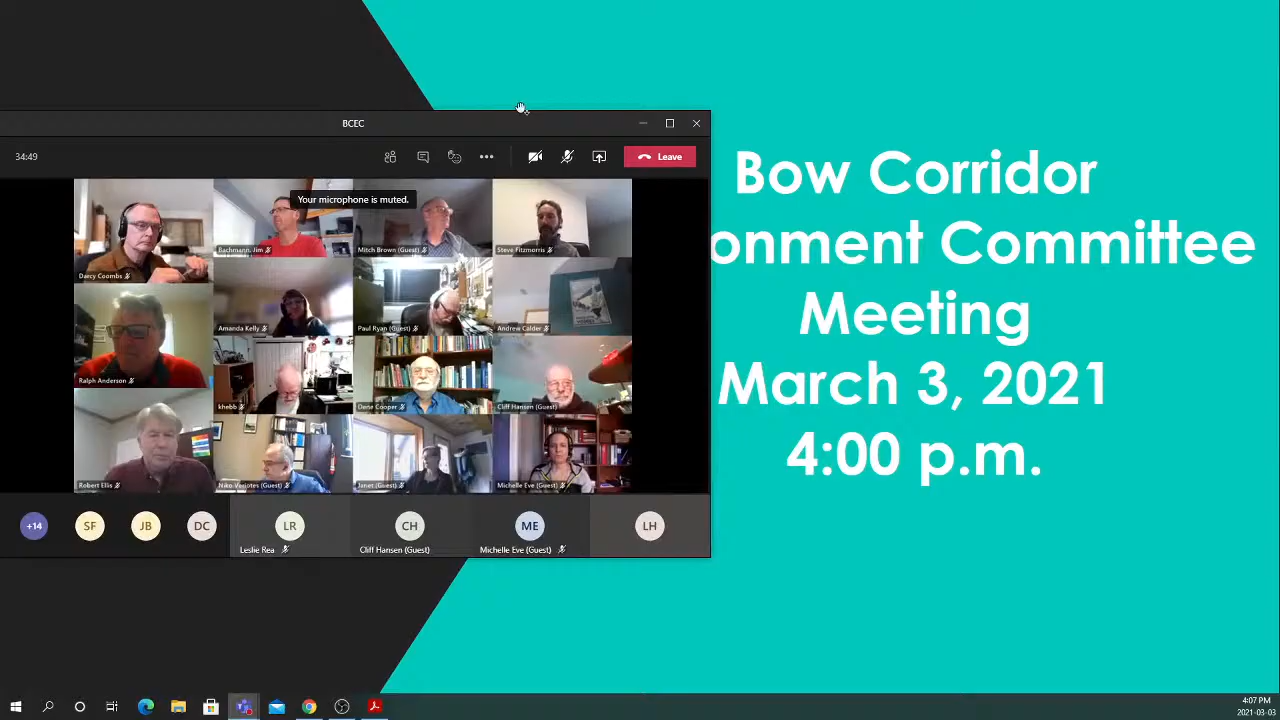 BCEC
34:49
Leave
Your microphone is muted.
Darcy Coombs
Bachmann, Jim
Mitch Brown (Guest)
Steve Fitzmorris
Amanda Kelly
Paul Ryan (Guest)
Andrew Calder
Ralph Anderson
khebb
Dene Cooper
Cliff Hansen (Guest)
Robert Ellis
Niko (Guest)
Janet (Guest)
Michelle Eve (Guest)
+14
SF
JB
DC
LR
CH
ME
LH
Leslie Rea
Cliff Hansen (Guest)
Michelle Eve (Guest)
Bow Corridor
onment Committee
Meeting
March 3, 2021
4:00 p.m.
4:07 PM
2021-03-03